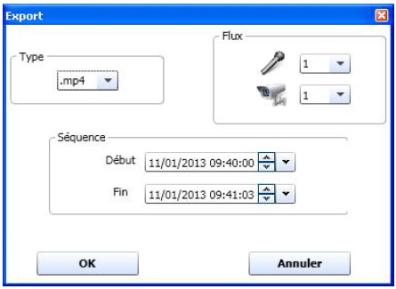 Export
Flux
Type
1
.mp4
1
Séquence
Début 11/01/2013 09:40:00
Fin 11/01/2013 09:41:03
OK Annuler